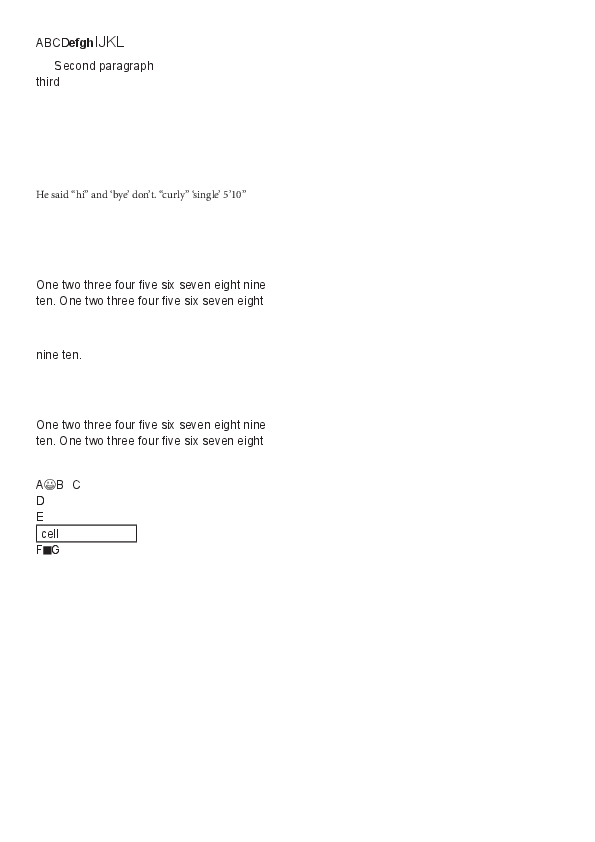 ABCDefghIJKL
Second paragraph
third
He said “hi” and ‘bye’ don’t. “curly” ‘single’ 5’10”
One two three four five six seven eight nine
ten. One two three four five six seven eight
nine ten.
One two three four five six seven eight nine
ten. One two three four five six seven eight
A😀B C
D
E
cell
F■G